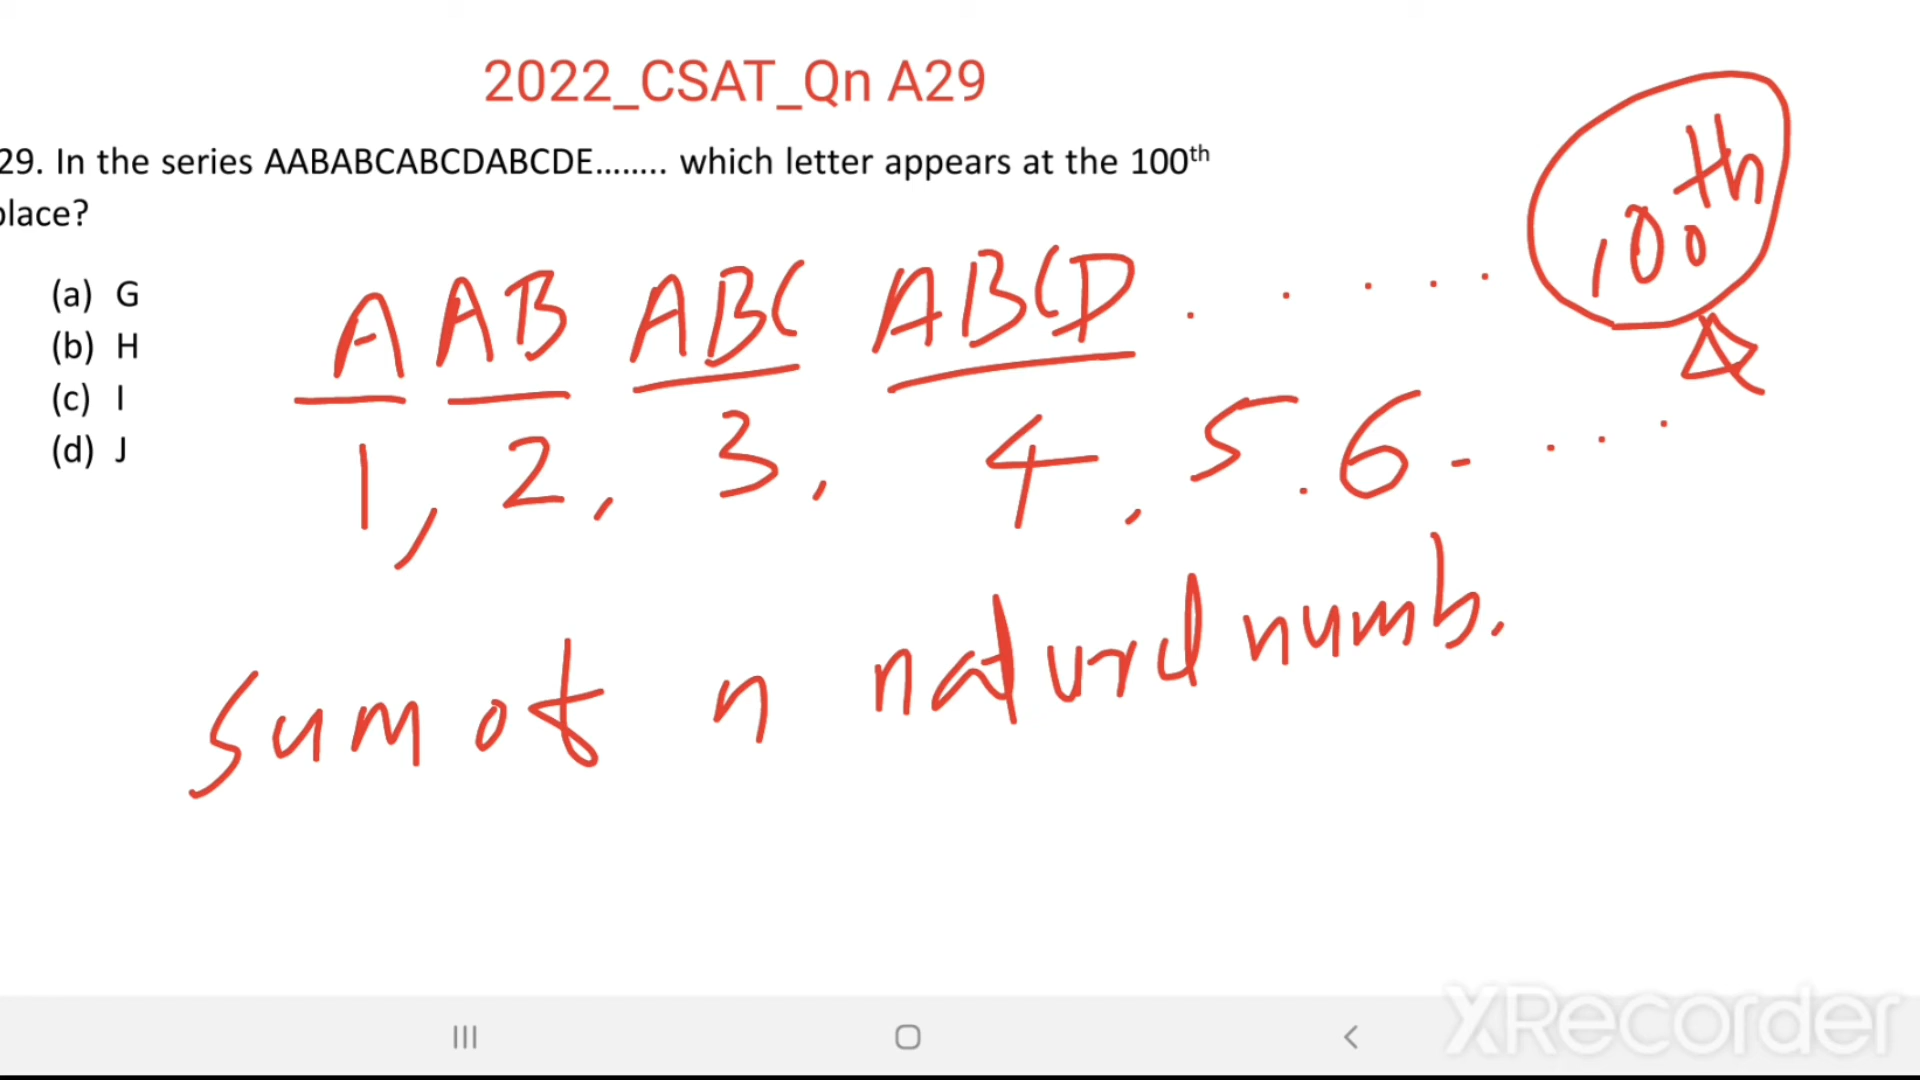 2022_CSAT_Qn A29
29. In the series AABABCABCDABCDE........ which letter appears at the 100th
place?
(a) G
(b) H
(c) I
(d) J
A AB ABC ABCD . . . . . 100th
1, 2, 3, 4, 5. 6 - . . .
Sum of n natural numb.
XRecorder